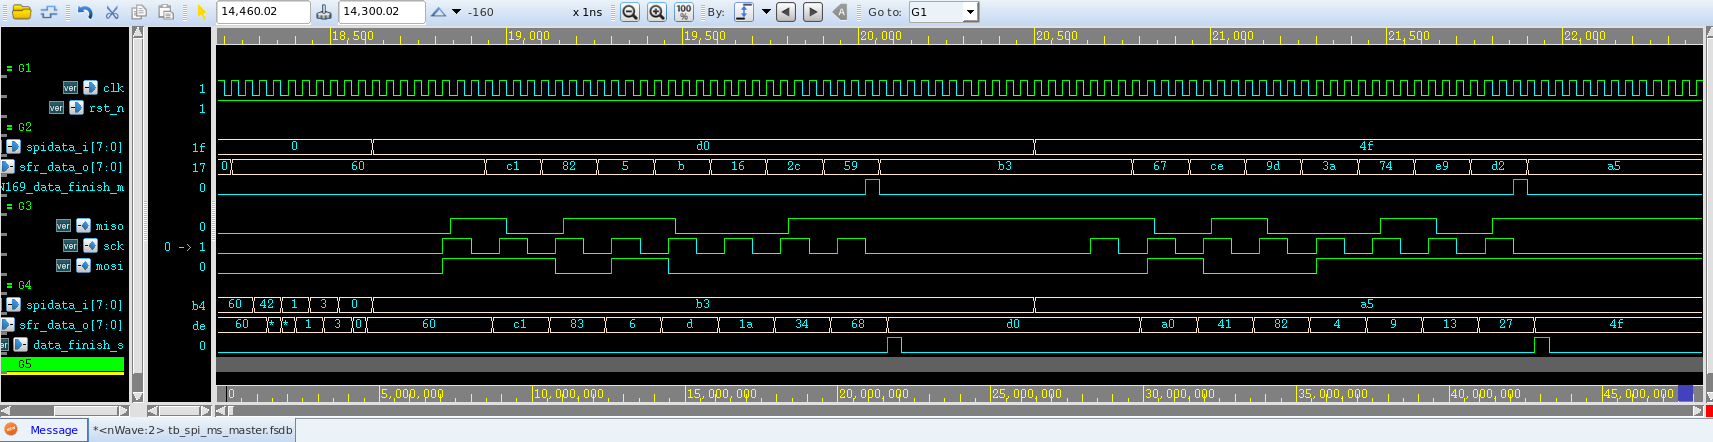 14,460.02 14,300.02 -160 x 1ns 100 % By: Go to: G1
18,500 19,000 19,500 20,000 20,500 21,000 21,500 22,000
= G1
ver clk 1
ver rst_n 1
= G2
spidata_i[7:0] 1f 0 d0 4f
sfr_data_o[7:0] 17 0 60 c1 82 5 b 16 2c 59 b3 67 ce 9d 3a 74 e9 d2 a5
N169_data_finish_m 0
= G3
ver miso 0
ver sck 0 -> 1
ver mosi 0
= G4
spidata_i[7:0] b4 60 42 1 3 0 b3 a5
sfr_data_o[7:0] de 60 * * 1 3 0 60 c1 83 6 d 1a 34 68 d0 a0 41 82 4 9 13 27 4f
data_finish_s 0
G5
0 5,000,000 10,000,000 15,000,000 20,000,000 25,000,000 30,000,000 35,000,000 40,000,000 45,000,000
Message *<nWave:2> tb_spi_ms_master.fsdb